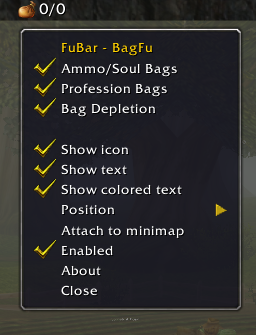 0/0
FuBar - BagFu
Ammo/Soul Bags
Profession Bags
Bag Depletion
Show icon
Show text
Show colored text
Position
Attach to minimap
Enabled
About
Close